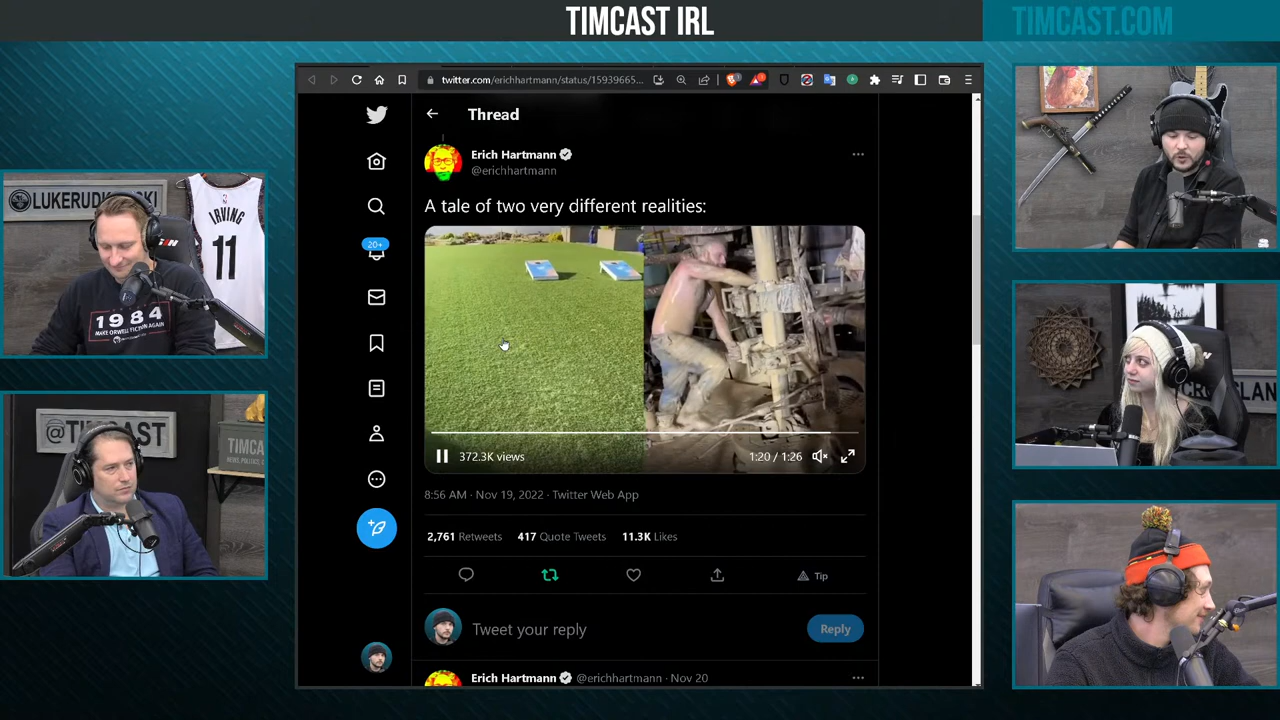 TIMCAST IRL
TIMCAST.COM
twitter.com/erichhartmann/status/15939665...
Thread
Erich Hartmann
@erichhartmann
A tale of two very different realities:
20+
372.3K views
1:20 / 1:26
8:56 AM · Nov 19, 2022 · Twitter Web App
2,761 Retweets 417 Quote Tweets 11.3K Likes
Tip
Tweet your reply
Reply
Erich Hartmann @erichhartmann · Nov 20
IRVING
11
1984
MAKE ORWELL FICTION AGAIN
@TIMCAST
TIMCAST